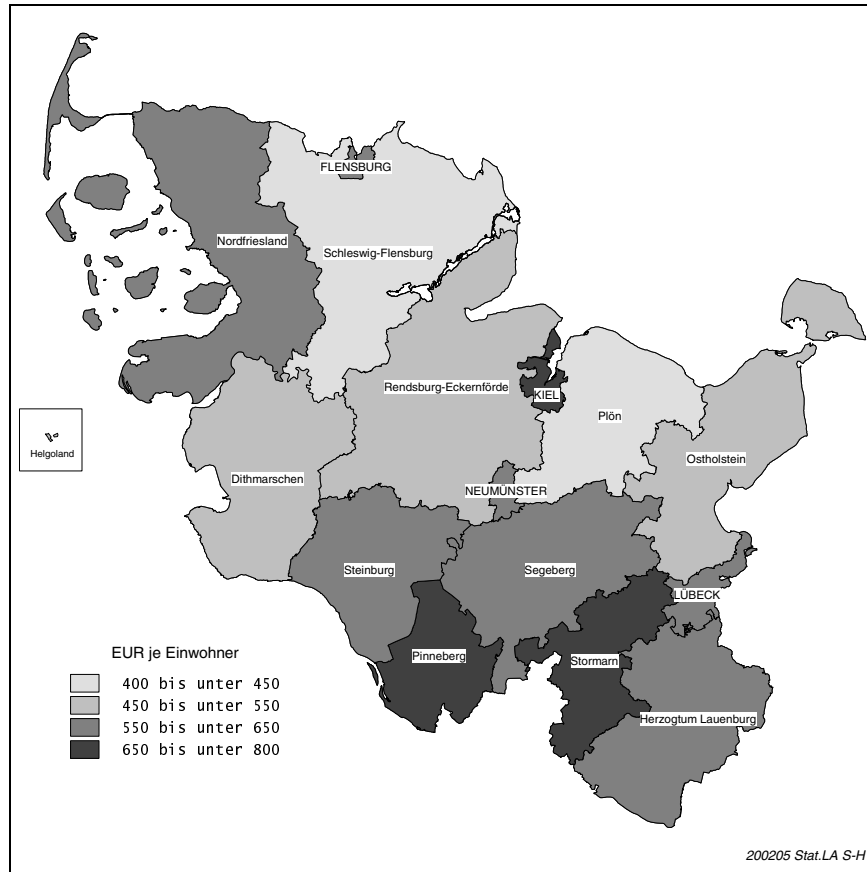 FLENSBURG
Nordfriesland
Schleswig-Flensburg
Rendsburg-Eckernförde
KIEL
Plön
Helgoland
Ostholstein
Dithmarschen
NEUMÜNSTER
Steinburg
Segeberg
LÜBECK
Pinneberg
Stormarn
Herzogtum Lauenburg
EUR je Einwohner
400 bis unter 450
450 bis unter 550
550 bis unter 650
650 bis unter 800
200205 Stat.LA S-H